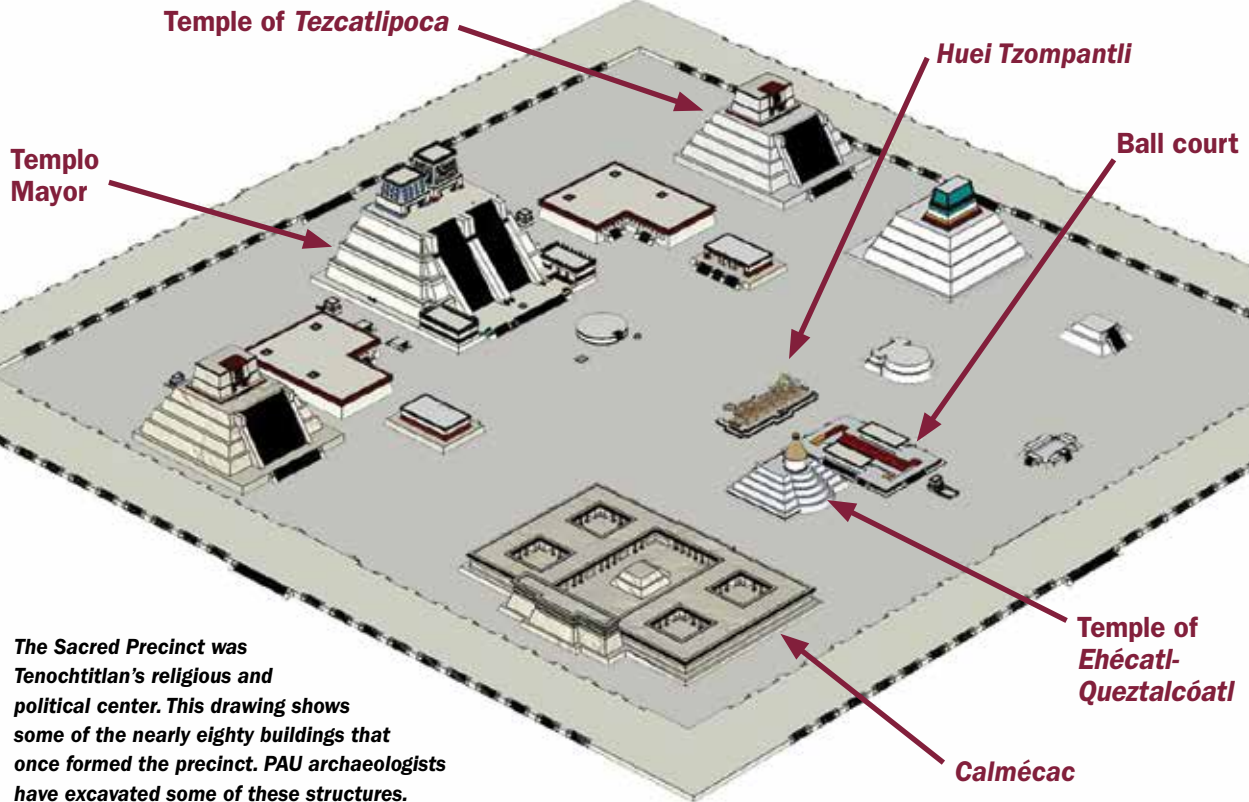 Temple of Tezcatlipoca
Huei Tzompantli
Ball court
Templo
Mayor
Temple of
Ehécatl-
Queztalcóatl
Calmécac
The Sacred Precinct was
Tenochtitlan's religious and
political center. This drawing shows
some of the nearly eighty buildings that
once formed the precinct. PAU archaeologists
have excavated some of these structures.